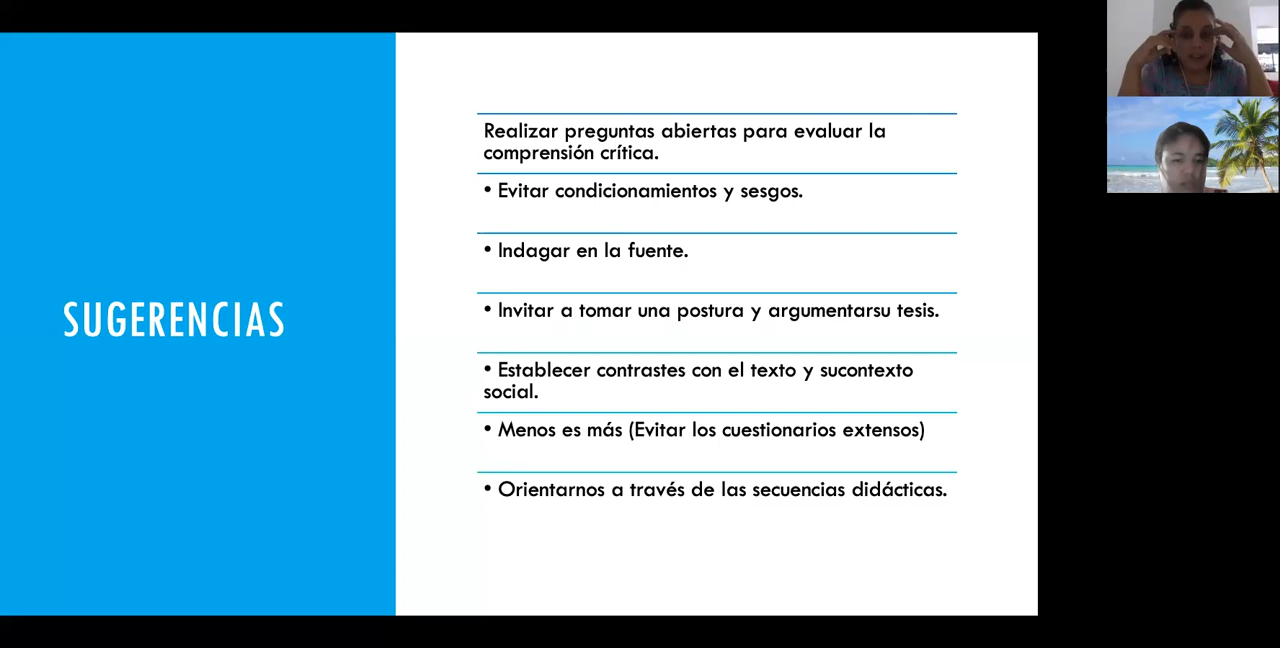 SUGERENCIAS
Realizar preguntas abiertas para evaluar la
comprensión crítica.
• Evitar condicionamientos y sesgos.
• Indagar en la fuente.
• Invitar a tomar una postura y argumentarsu tesis.
• Establecer contrastes con el texto y sucontexto
social.
• Menos es más (Evitar los cuestionarios extensos)
• Orientarnos a través de las secuencias didácticas.